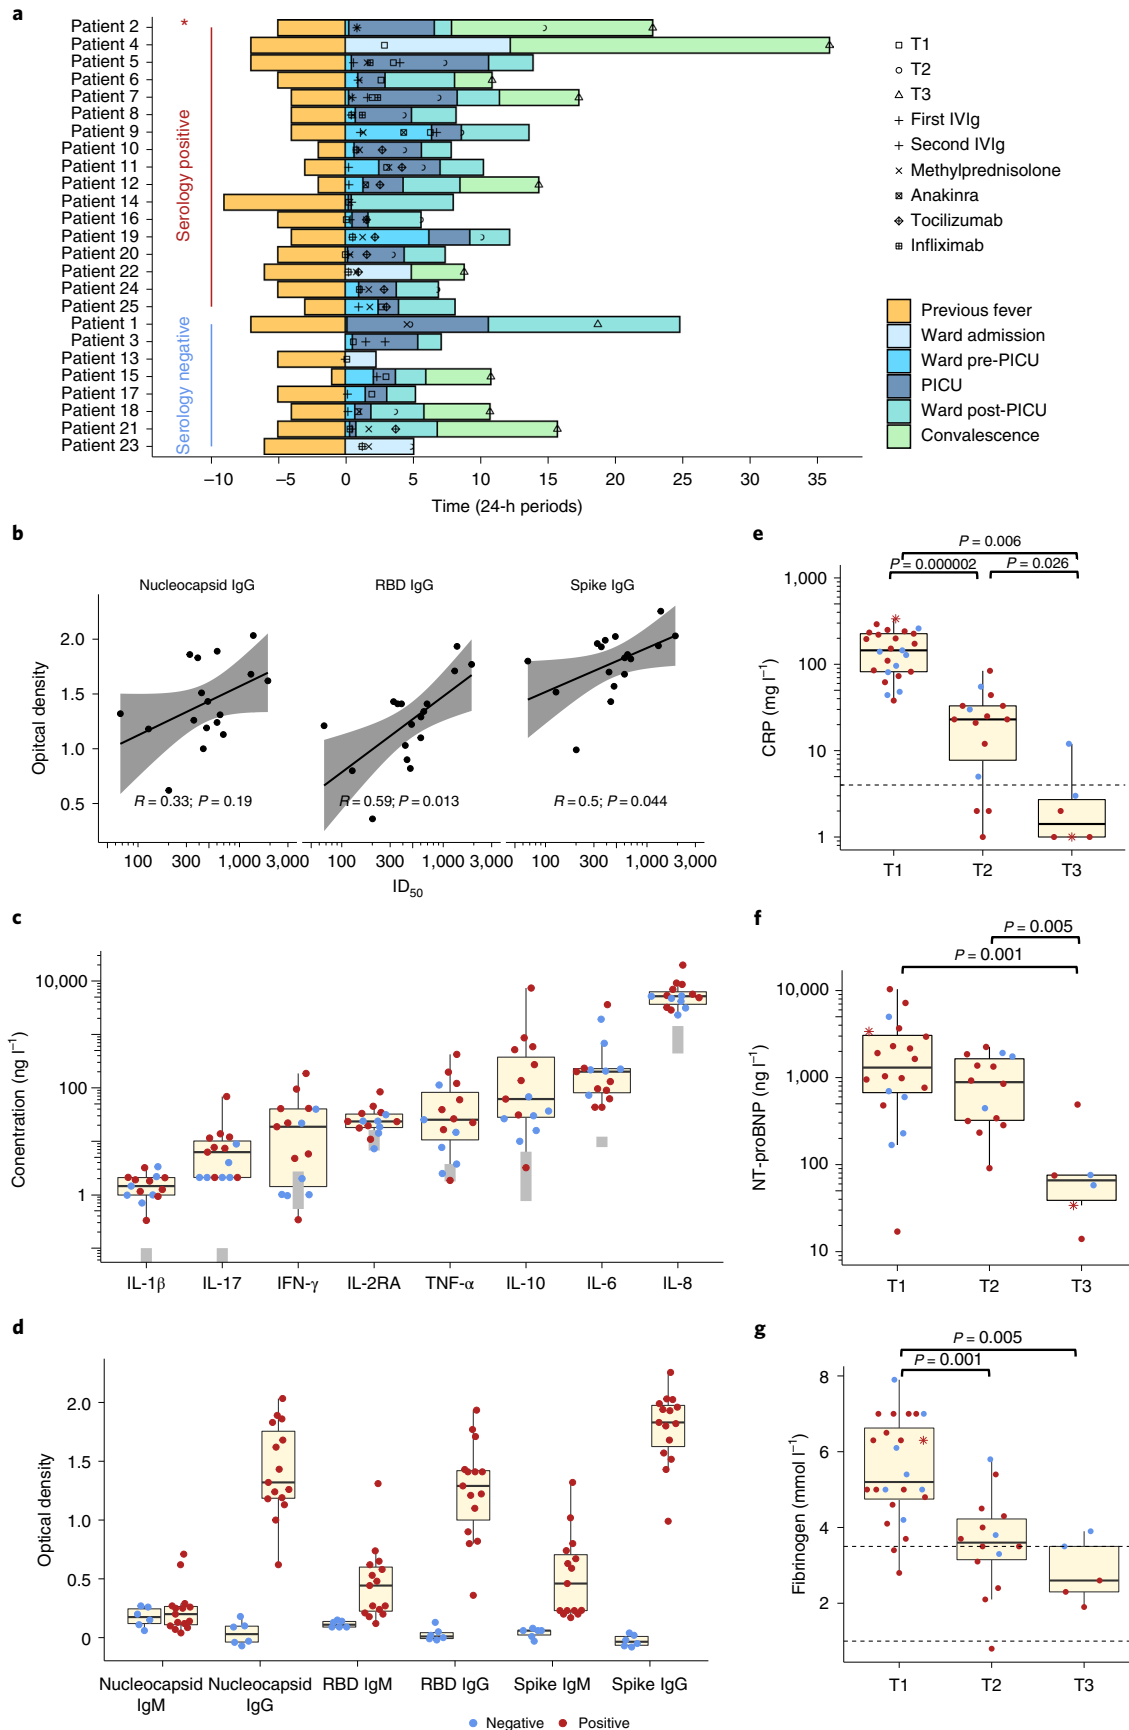 a
Patient 2
*
Patient 4
Patient 5
Patient 6
Patient 7
Patient 8
Patient 9
Patient 10
Patient 11
Patient 12
Patient 14
Patient 16
Patient 19
Patient 20
Patient 22
Patient 24
Patient 25
Patient 1
Patient 3
Patient 13
Patient 15
Patient 17
Patient 18
Patient 21
Patient 23
Serology positive
Serology negative
−10 −5 0 5 10 15 20 25 30 35
Time (24-h periods)
T1
T2
T3
First IVIg
Second IVIg
Methylprednisolone
Anakinra
Tocilizumab
Infliximab
Previous fever
Ward admission
Ward pre-PICU
PICU
Ward post-PICU
Convalescence
b
Nucleocapsid IgG RBD IgG Spike IgG
Opitcal density
2.0
1.5
1.0
0.5
R = 0.33; P = 0.19 R = 0.59; P = 0.013 R = 0.5; P = 0.044
100 300 1,000 3,000 100 300 1,000 3,000 100 300 1,000 3,000
ID50
c
Conentration (ng l−1)
10,000
100
1
IL-1β IL-17 IFN-γ IL-2RA TNF-α IL-10 IL-6 IL-8
d
Optical density
2.0
1.5
1.0
0.5
0
Nucleocapsid IgM
Nucleocapsid IgG
RBD IgM
RBD IgG
Spike IgM
Spike IgG
Negative Positive
e
P = 0.006
P = 0.000002 P = 0.026
CRP (mg l−1)
1,000
100
10
1
T1 T2 T3
f
P = 0.005
P = 0.001
NT-proBNP (ng l−1)
10,000
1,000
100
10
T1 T2 T3
g
P = 0.005
P = 0.001
Fibrinogen (mmol l−1)
8
6
4
2
T1 T2 T3